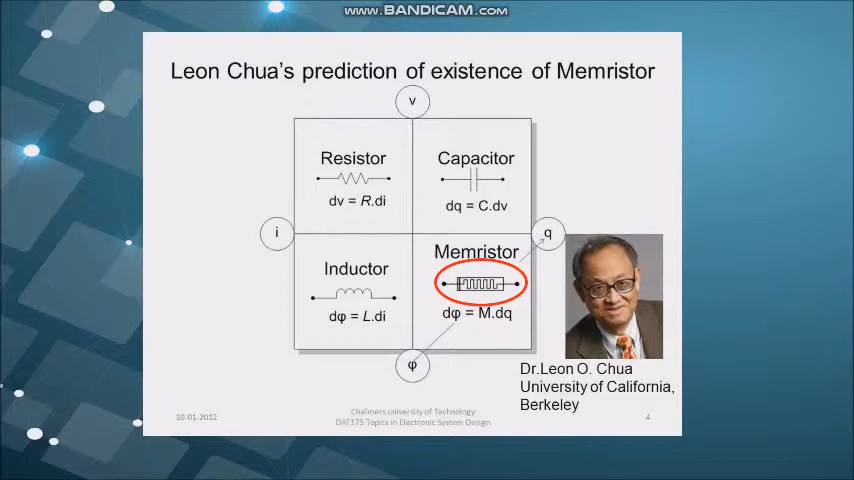 www.BANDICAM.com
Leon Chua's prediction of existence of Memristor
v
Resistor
Capacitor
dv = R.di
dq = C.dv
i
q
Memristor
Inductor
dφ = L.di
dφ = M.dq
φ
Dr.Leon O. Chua
University of California,
Berkeley
10-01-2012
Chalmers university of Technology
DAT175 Topics in Electronic System Design
4